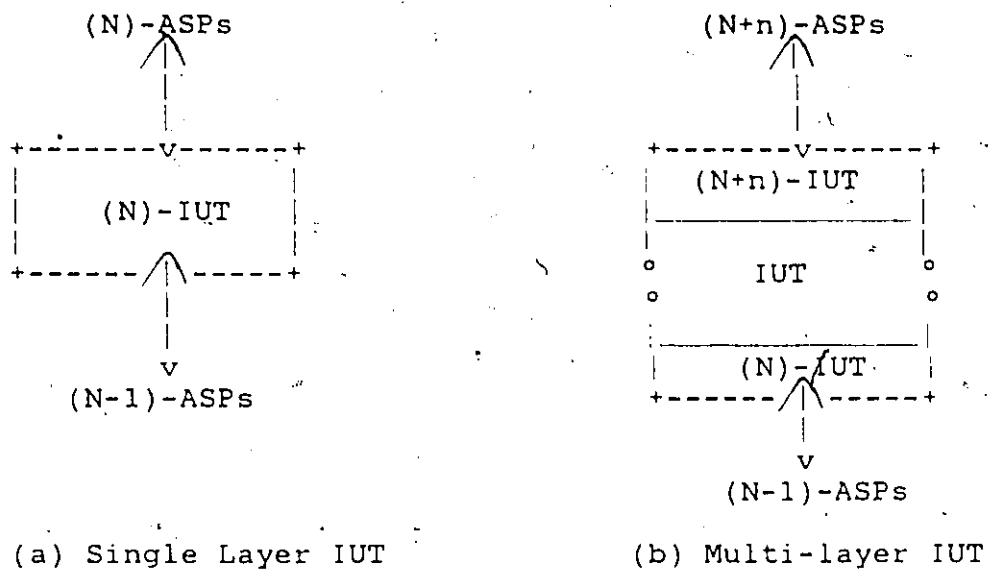 (N)-ASPs
(N+n)-ASPs
(N)-IUT
(N+n)-IUT
IUT
(N)-IUT
(N-1)-ASPs
(N-1)-ASPs
(a) Single Layer IUT
(b) Multi-layer IUT